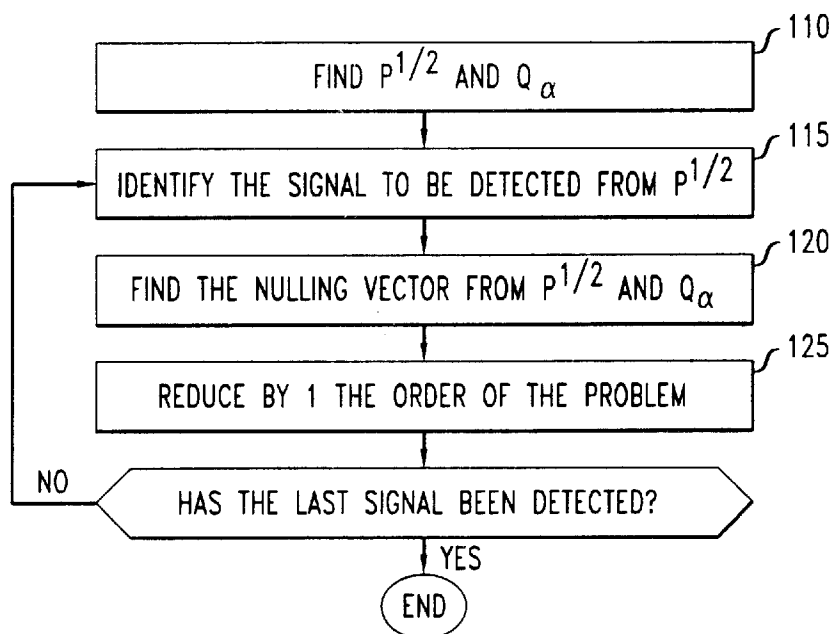 110
FIND P^1/2 AND Q_α
115
IDENTIFY THE SIGNAL TO BE DETECTED FROM P^1/2
120
FIND THE NULLING VECTOR FROM P^1/2 AND Q_α
125
REDUCE BY 1 THE ORDER OF THE PROBLEM
NO
HAS THE LAST SIGNAL BEEN DETECTED?
YES
END